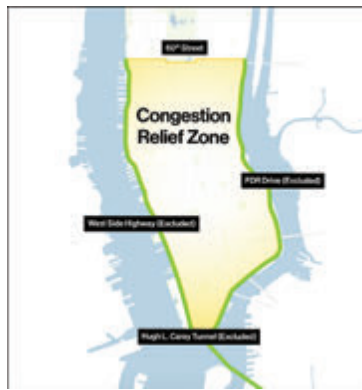 60th Street
Congestion
Relief Zone
FDR Drive (Excluded)
West Side Highway (Excluded)
Hugh L. Carey Tunnel (Excluded)